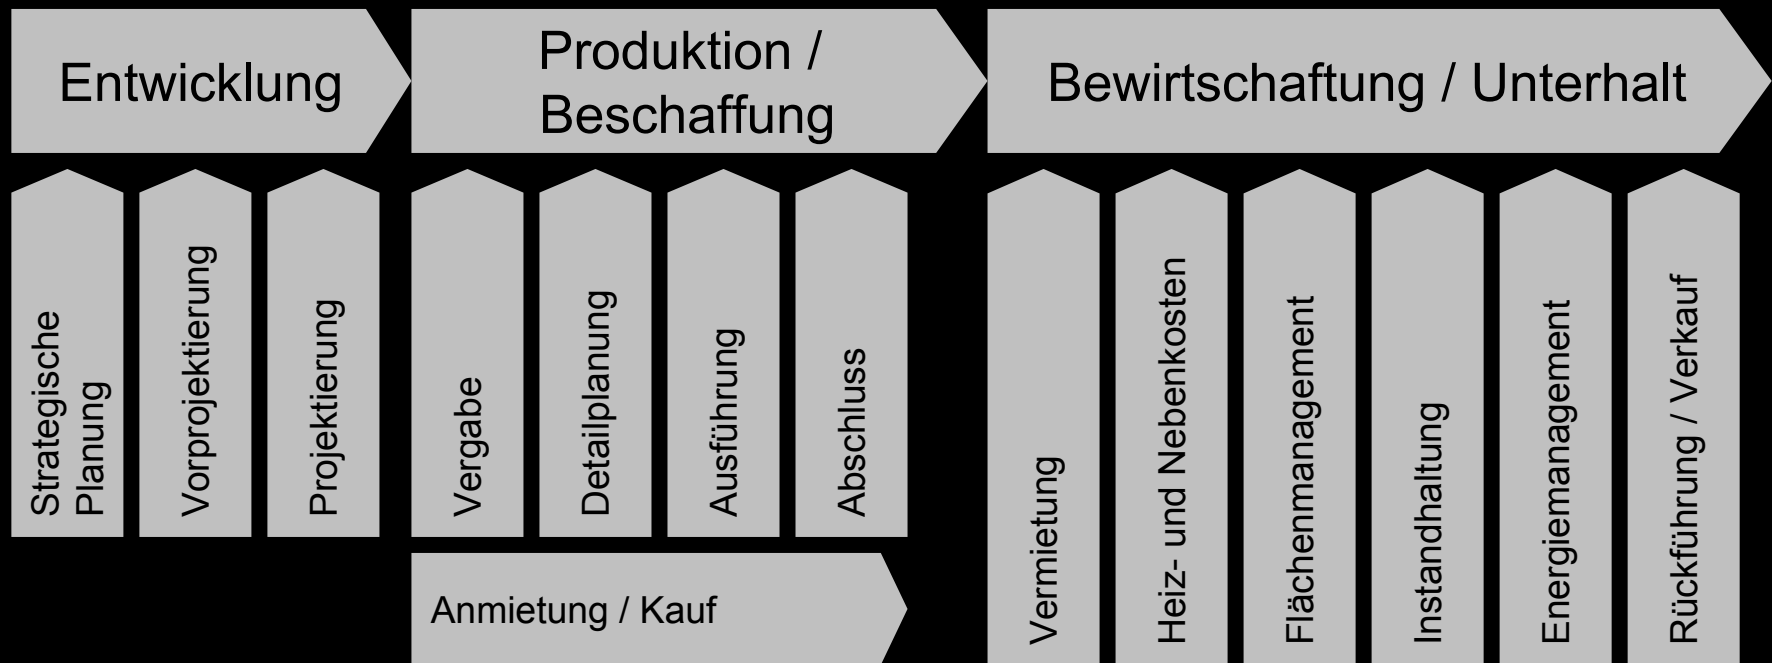 Entwicklung
Produktion /
Beschaffung
Bewirtschaftung / Unterhalt
Strategische
Planung
Vorprojektierung
Projektierung
Vergabe
Detailplanung
Ausführung
Abschluss
Anmietung / Kauf
Vermietung
Heiz- und Nebenkosten
Flächenmanagement
Instandhaltung
Energiemanagement
Rückführung / Verkauf